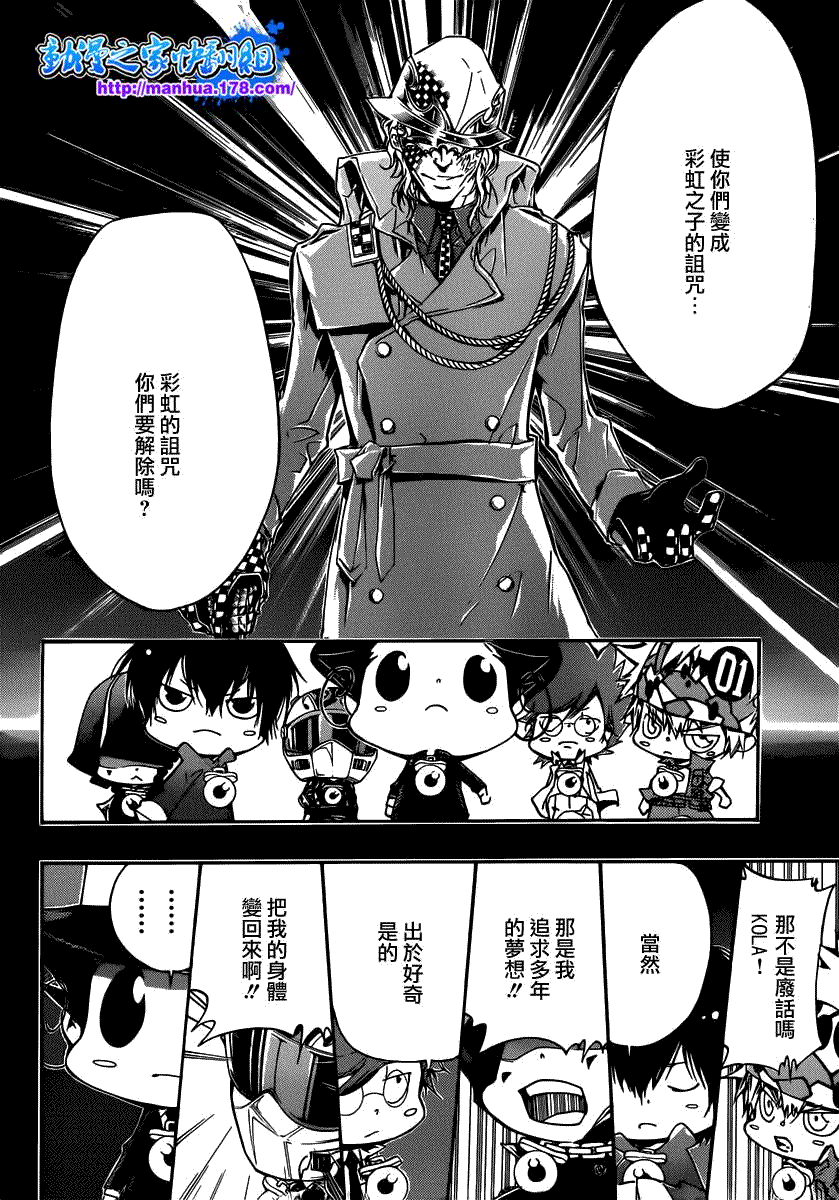 動漫之家快翻組
http://manhua.178.com/
使你們變成
彩虹之子的詛咒…
彩虹的詛咒
你們要解除嗎?
01
那不是廢話嗎
KOLA!
當然
那是我
追求多年
的夢想!!
出於好奇
是的
把我的身體
變回來啊!!
……
……